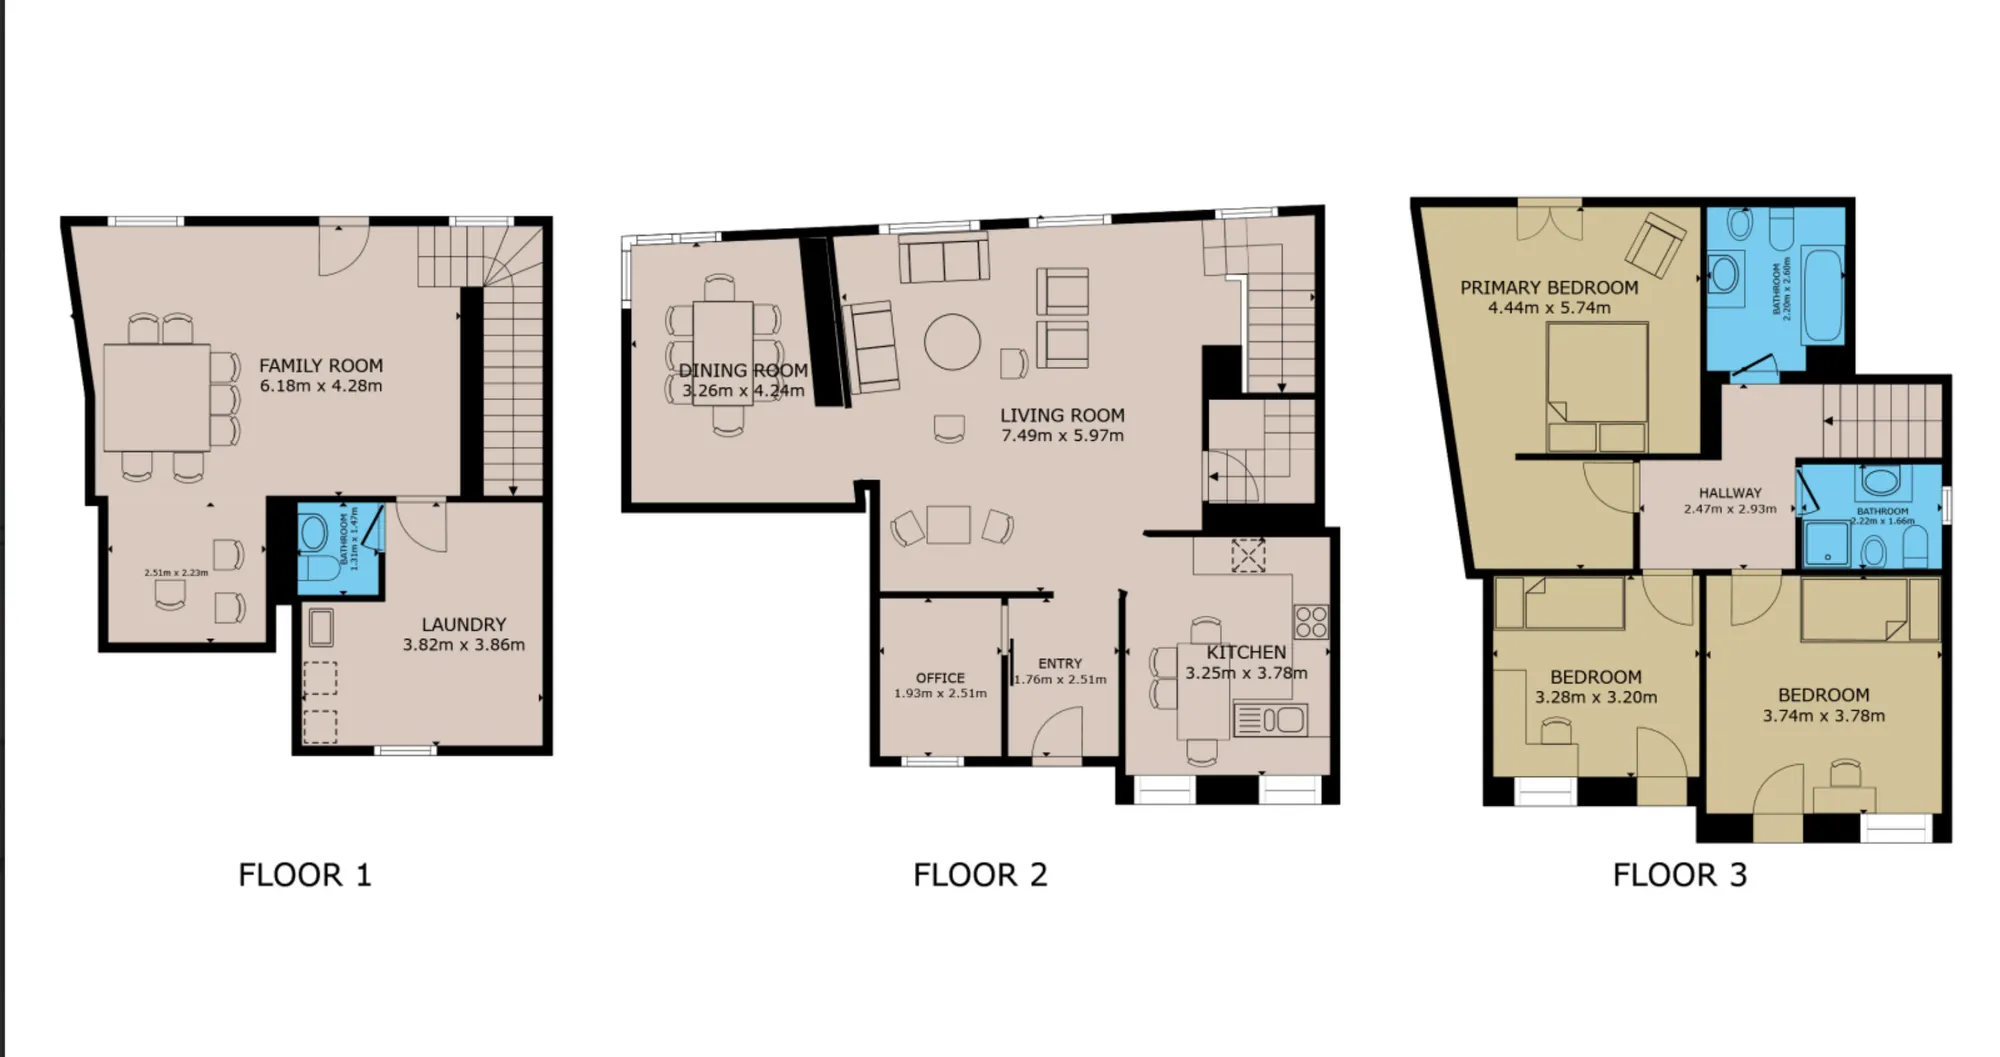 FAMILY ROOM
6.18m x 4.28m
BATHROOM
1.31m x 1.47m
2.51m x 2.23m
LAUNDRY
3.82m x 3.86m
FLOOR 1
DINING ROOM
3.26m x 4.24m
LIVING ROOM
7.49m x 5.97m
OFFICE
1.93m x 2.51m
ENTRY
1.76m x 2.51m
KITCHEN
3.25m x 3.78m
FLOOR 2
PRIMARY BEDROOM
4.44m x 5.74m
BATHROOM
2.20m x 2.60m
HALLWAY
2.47m x 2.93m
BATHROOM
2.22m x 1.66m
BEDROOM
3.28m x 3.20m
BEDROOM
3.74m x 3.78m
FLOOR 3